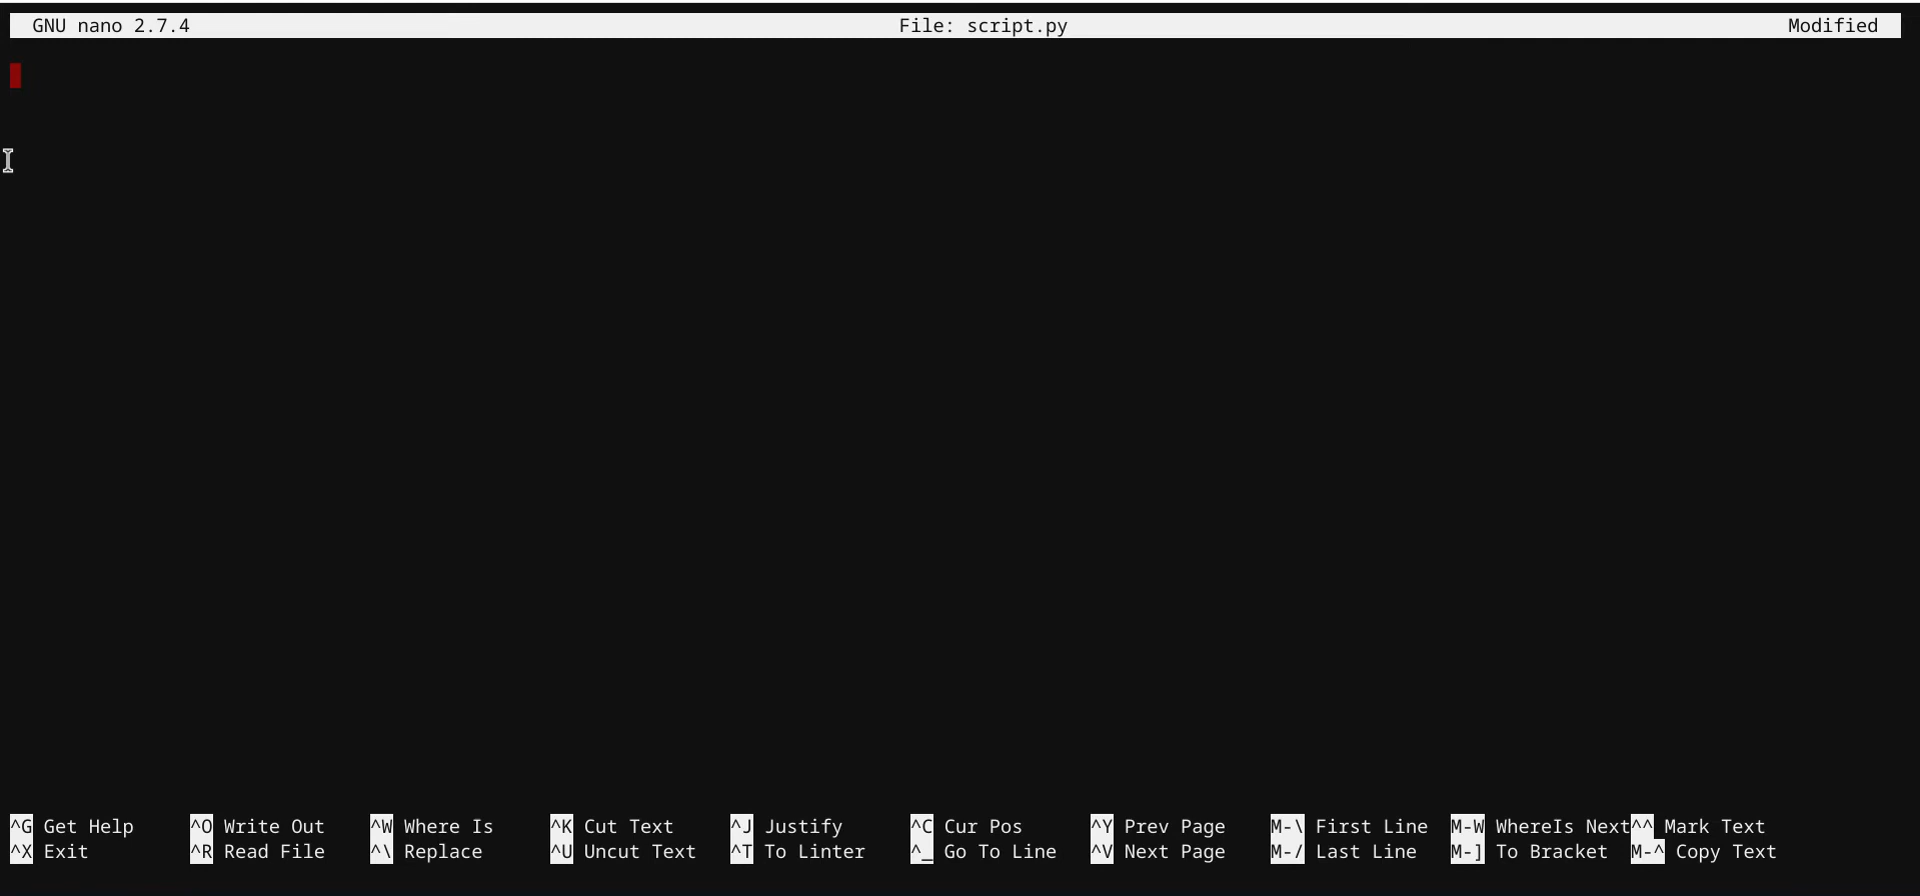 GNU nano 2.7.4 File: script.py Modified
^G Get Help ^O Write Out ^W Where Is ^K Cut Text ^J Justify ^C Cur Pos ^Y Prev Page M-\ First Line M-W WhereIs Next ^^ Mark Text
^X Exit ^R Read File ^\ Replace ^U Uncut Text ^T To Linter ^_ Go To Line ^V Next Page M-/ Last Line M-] To Bracket M-^ Copy Text